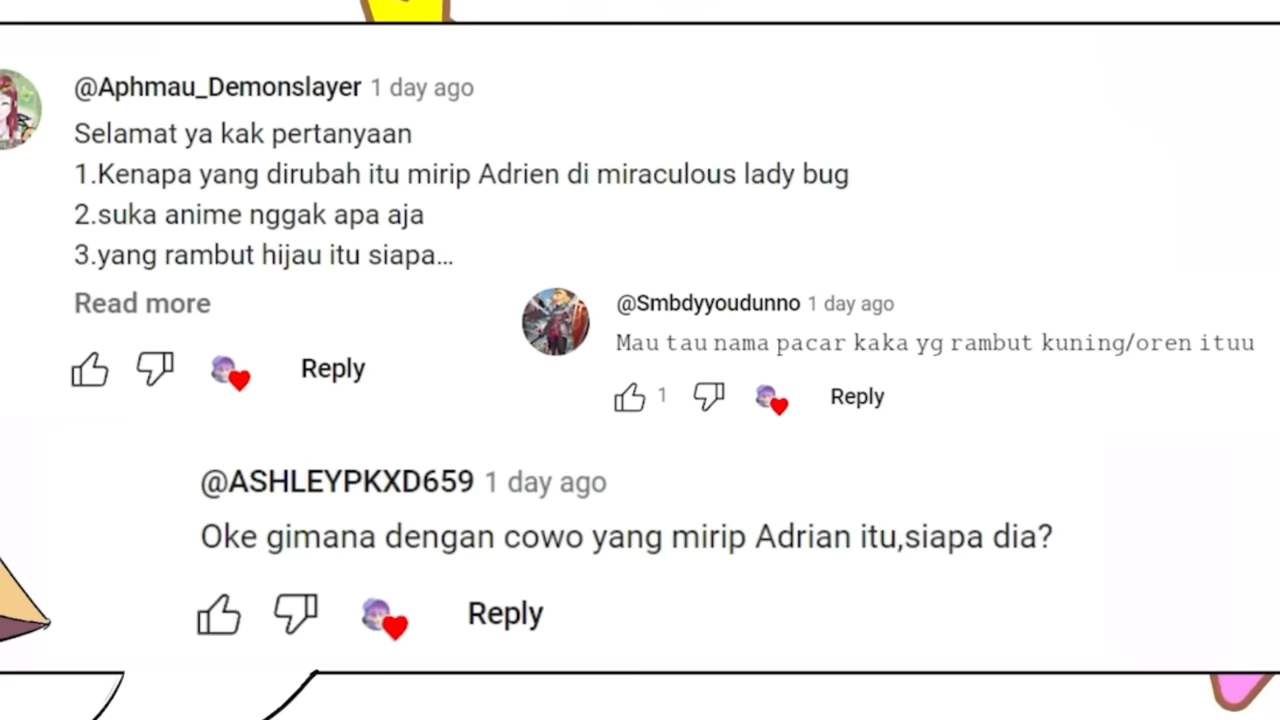 @Aphmau_Demonslayer 1 day ago
Selamat ya kak pertanyaan
1.Kenapa yang dirubah itu mirip Adrien di miraculous lady bug
2.suka anime nggak apa aja
3.yang rambut hijau itu siapa...
Read more
Reply
@Smbdyyoudunno 1 day ago
Mau tau nama pacar kaka yg rambut kuning/oren ituu
1 Reply
@ASHLEYPKXD659 1 day ago
Oke gimana dengan cowo yang mirip Adrian itu,siapa dia?
Reply